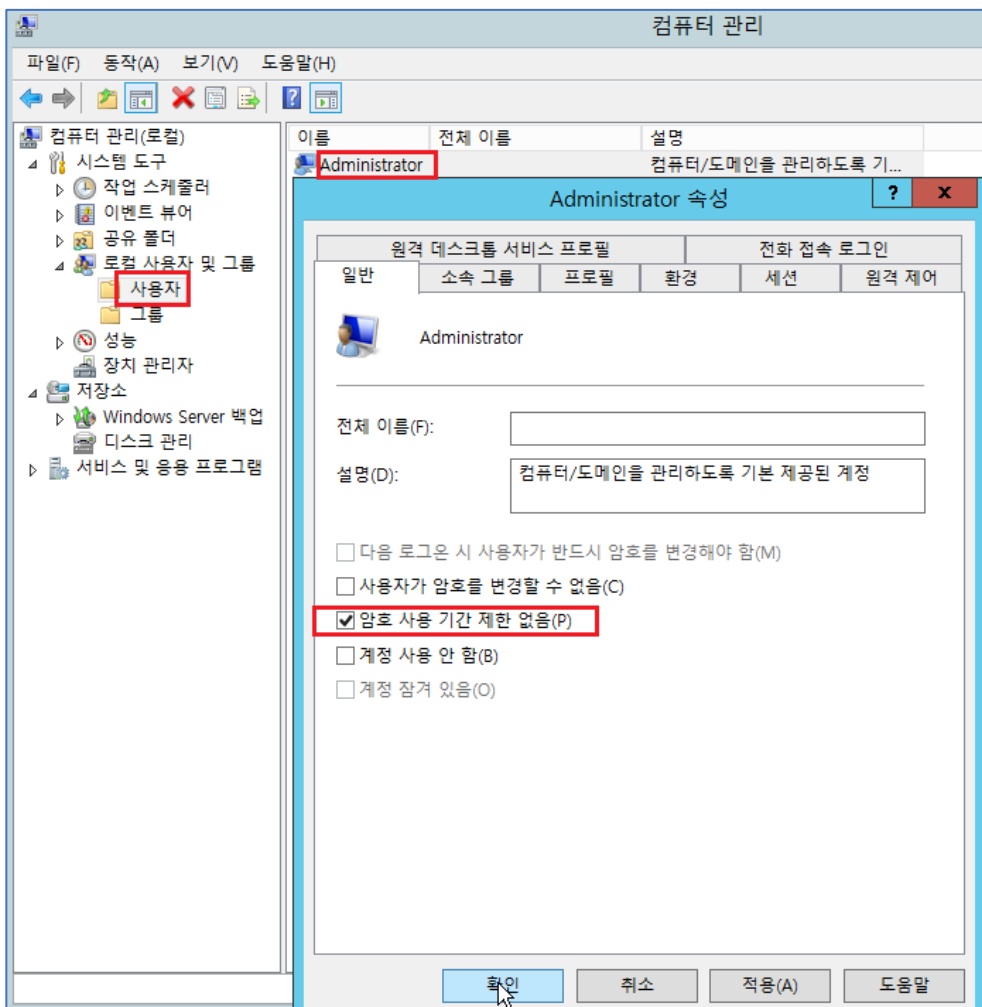 컴퓨터 관리
파일(F) 동작(A) 보기(V) 도움말(H)
컴퓨터 관리(로컬)
시스템 도구
작업 스케줄러
이벤트 뷰어
공유 폴더
로컬 사용자 및 그룹
사용자
그룹
성능
장치 관리자
저장소
Windows Server 백업
디스크 관리
서비스 및 응용 프로그램
이름 전체 이름 설명
Administrator 컴퓨터/도메인을 관리하도록 기...
Administrator 속성 ? x
원격 데스크톱 서비스 프로필 전화 접속 로그인
일반 소속 그룹 프로필 환경 세션 원격 제어
Administrator
전체 이름(F):
설명(D): 컴퓨터/도메인을 관리하도록 기본 제공된 계정
다음 로그온 시 사용자가 반드시 암호를 변경해야 함(M)
사용자가 암호를 변경할 수 없음(C)
암호 사용 기간 제한 없음(P)
계정 사용 안 함(B)
계정 잠겨 있음(O)
확인 취소 적용(A) 도움말